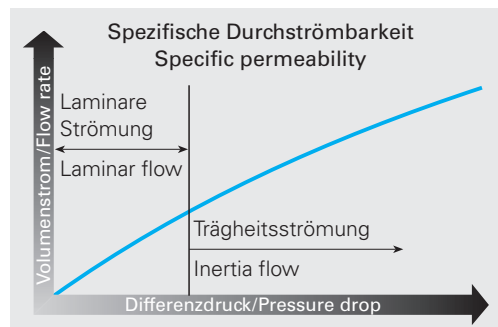 Spezifische Durchströmbarkeit
Specific permeability
Volumenstrom/Flow rate
Laminare
Strömung
Laminar flow
Trägheitsströmung
Inertia flow
Differenzdruck/Pressure drop